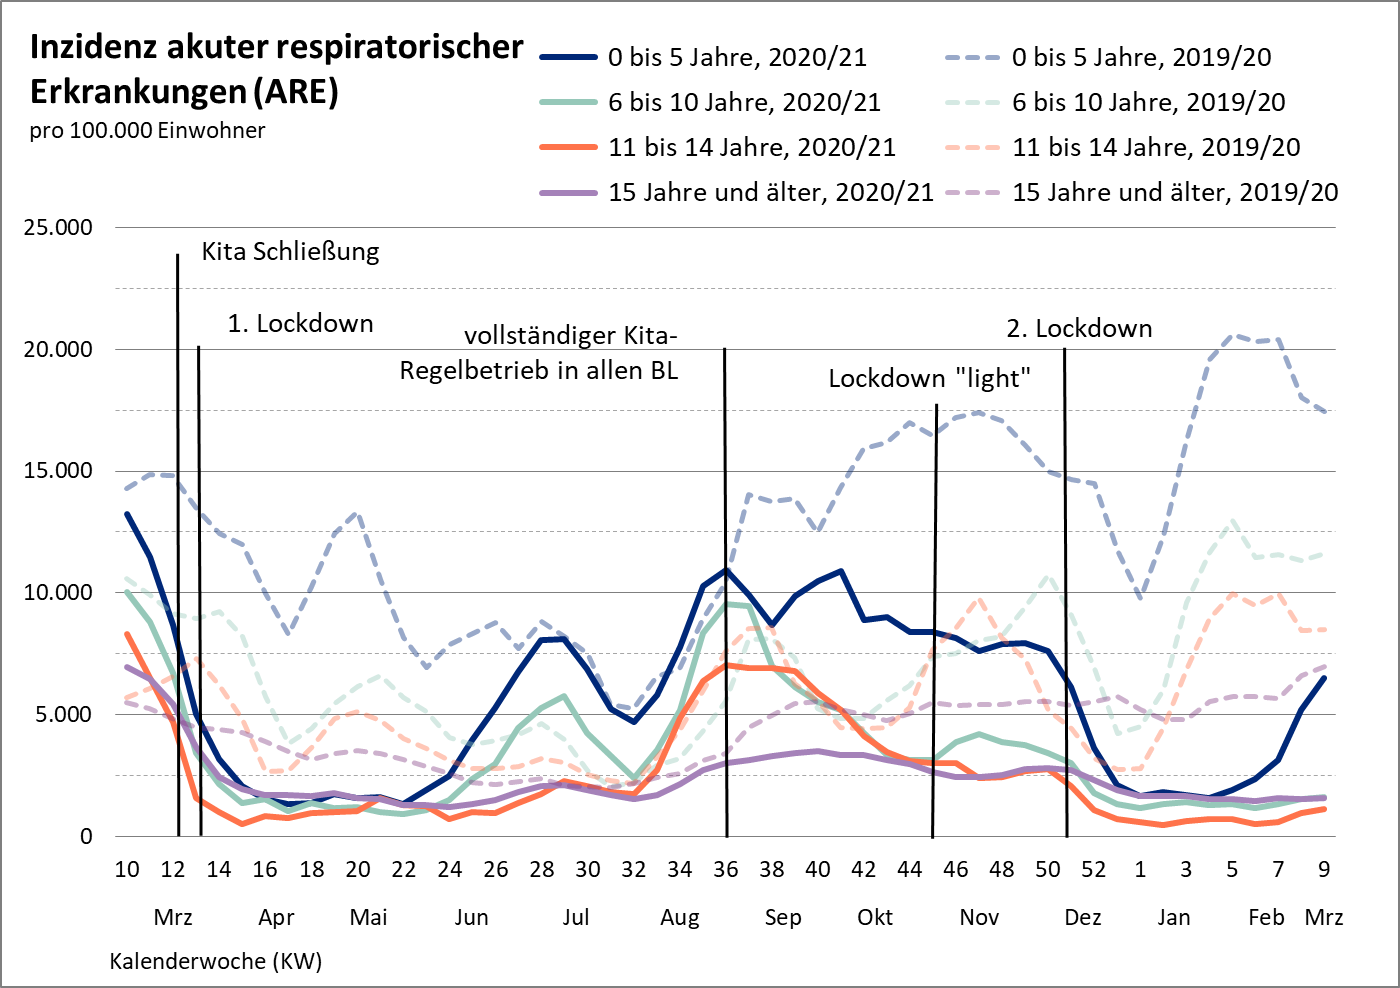 Inzidenz akuter respiratorischer
Erkrankungen (ARE)
pro 100.000 Einwohner
0 bis 5 Jahre, 2020/21
0 bis 5 Jahre, 2019/20
6 bis 10 Jahre, 2020/21
6 bis 10 Jahre, 2019/20
11 bis 14 Jahre, 2020/21
11 bis 14 Jahre, 2019/20
15 Jahre und älter, 2020/21
15 Jahre und älter, 2019/20
25.000
Kita Schließung
1. Lockdown
vollständiger Kita-
Regelbetrieb in allen BL
2. Lockdown
Lockdown "light"
20.000
15.000
10.000
5.000
0
10 12 14 16 18 20 22 24 26 28 30 32 34 36 38 40 42 44 46 48 50 52 1 3 5 7 9
Mrz Apr Mai Jun Jul Aug Sep Okt Nov Dez Jan Feb Mrz
Kalenderwoche (KW)